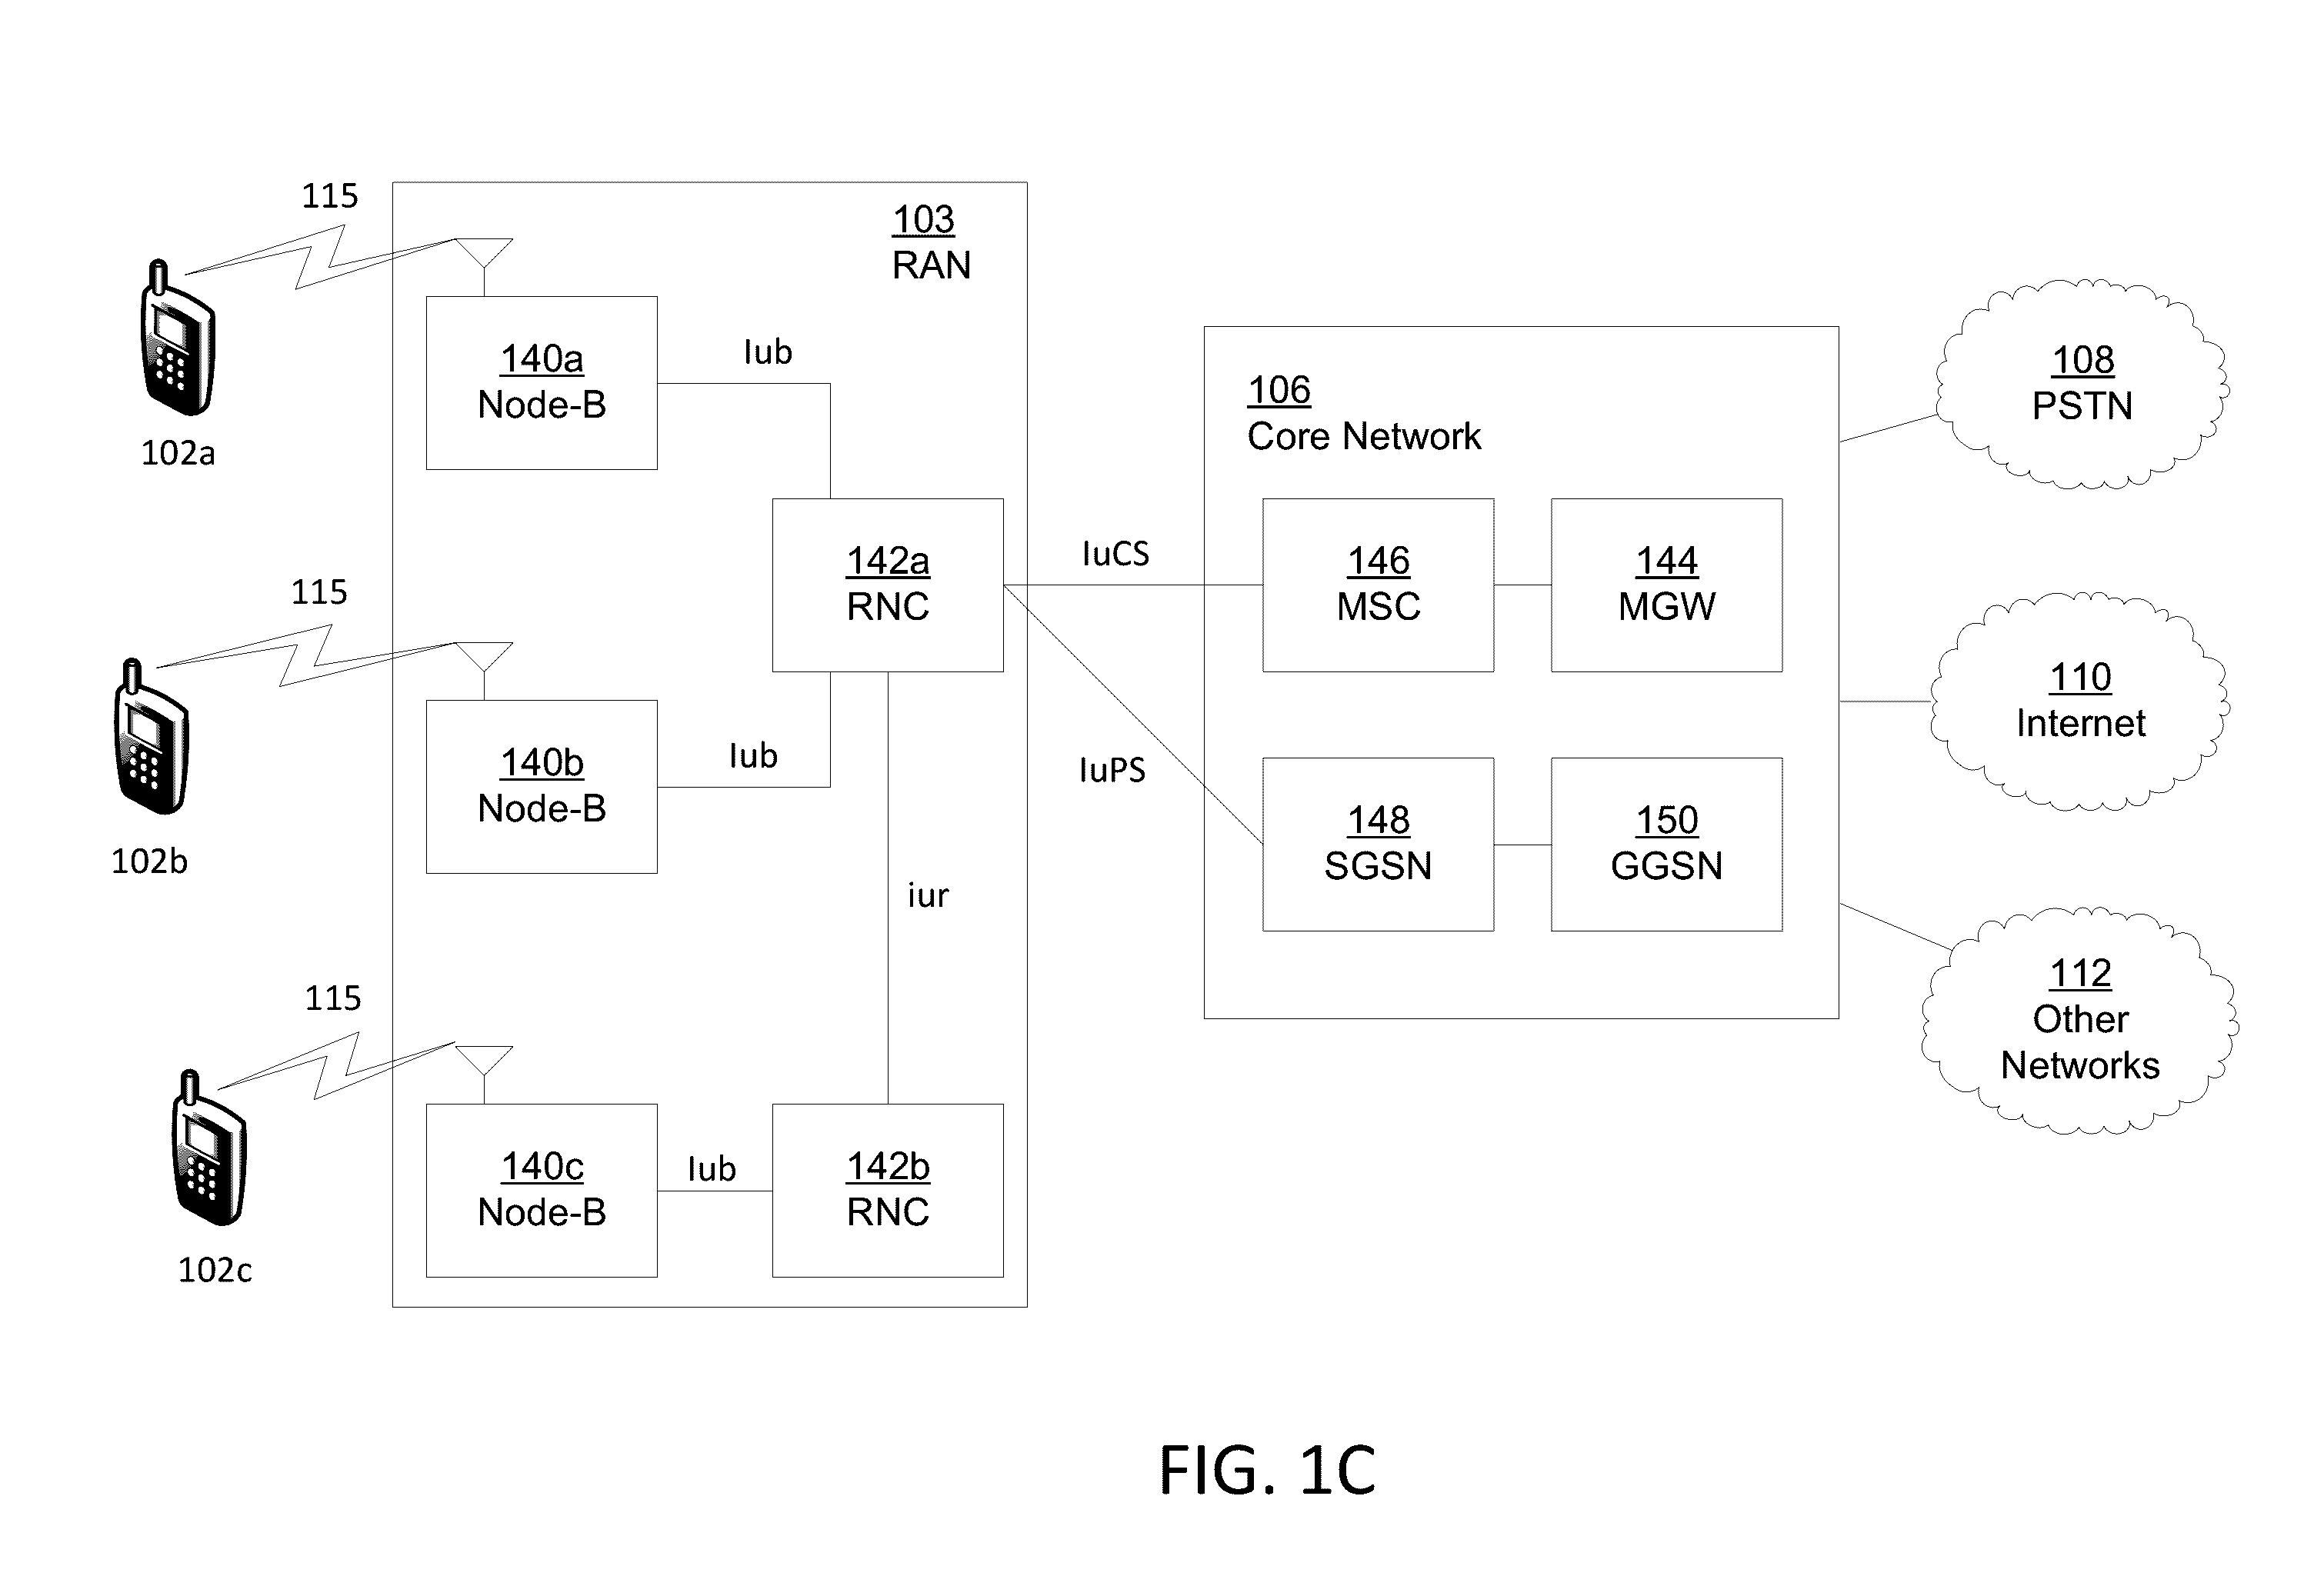 115
103
RAN
102a
140a
Node-B
Iub
106
Core Network
108
PSTN
115
142a
RNC
IuCS
146
MSC
144
MGW
110
Internet
102b
140b
Node-B
Iub
IuPS
148
SGSN
150
GGSN
iur
112
Other
Networks
115
102c
140c
Node-B
Iub
142b
RNC
FIG. 1C